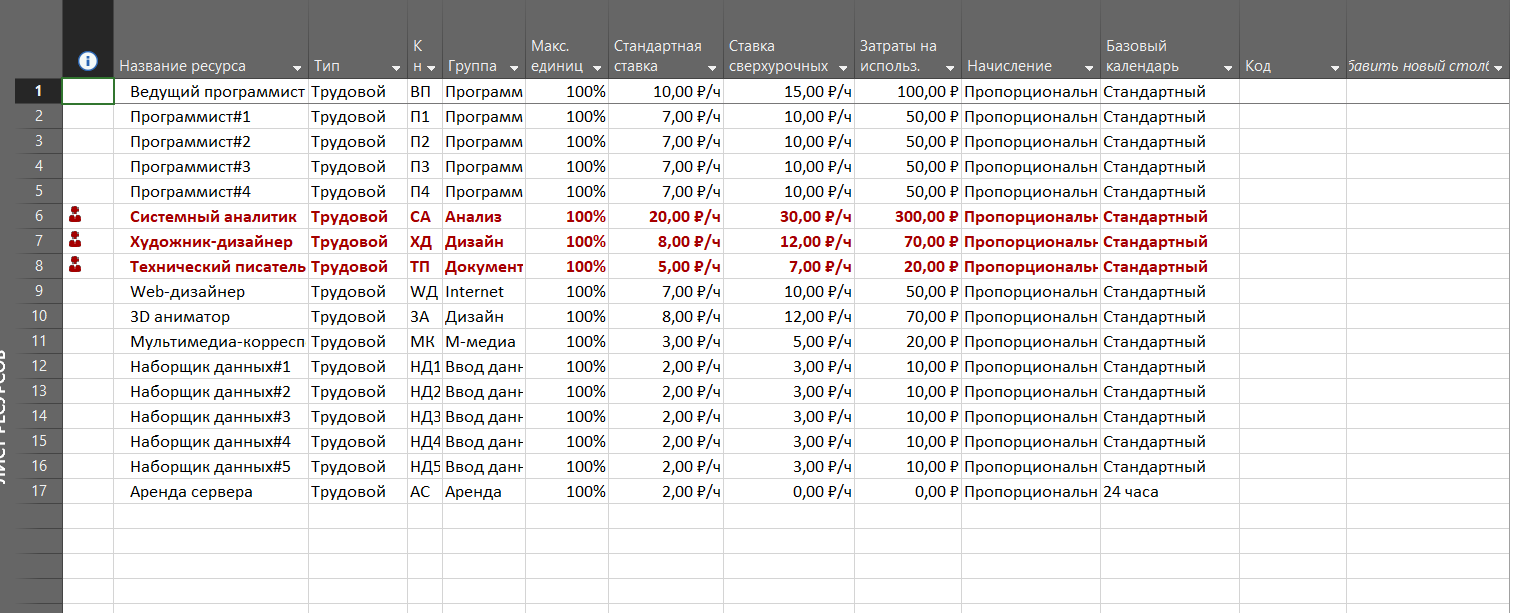 Название ресурса Тип К н Группа Макс. единиц Стандартная ставка Ставка сверхурочных Затраты на использ. Начисление Базовый календарь Код бавить новый столб
1 Ведущий программист Трудовой ВП Программ 100% 10,00 ₽/ч 15,00 ₽/ч 100,00 ₽ Пропорциональн Стандартный
2 Программист#1 Трудовой П1 Программ 100% 7,00 ₽/ч 10,00 ₽/ч 50,00 ₽ Пропорциональн Стандартный
3 Программист#2 Трудовой П2 Программ 100% 7,00 ₽/ч 10,00 ₽/ч 50,00 ₽ Пропорциональн Стандартный
4 Программист#3 Трудовой П3 Программ 100% 7,00 ₽/ч 10,00 ₽/ч 50,00 ₽ Пропорциональн Стандартный
5 Программист#4 Трудовой П4 Программ 100% 7,00 ₽/ч 10,00 ₽/ч 50,00 ₽ Пропорциональн Стандартный
6 Системный аналитик Трудовой СА Анализ 100% 20,00 ₽/ч 30,00 ₽/ч 300,00 ₽ Пропорциональн Стандартный
7 Художник-дизайнер Трудовой ХД Дизайн 100% 8,00 ₽/ч 12,00 ₽/ч 70,00 ₽ Пропорциональн Стандартный
8 Технический писатель Трудовой ТП Документ 100% 5,00 ₽/ч 7,00 ₽/ч 20,00 ₽ Пропорциональн Стандартный
9 Web-дизайнер Трудовой WД Internet 100% 7,00 ₽/ч 10,00 ₽/ч 50,00 ₽ Пропорциональн Стандартный
10 3D аниматор Трудовой 3А Дизайн 100% 8,00 ₽/ч 12,00 ₽/ч 70,00 ₽ Пропорциональн Стандартный
11 Мультимедиа-корресп Трудовой МК М-медиа 100% 3,00 ₽/ч 5,00 ₽/ч 20,00 ₽ Пропорциональн Стандартный
12 Наборщик данных#1 Трудовой НД1 Ввод данн 100% 2,00 ₽/ч 3,00 ₽/ч 10,00 ₽ Пропорциональн Стандартный
13 Наборщик данных#2 Трудовой НД2 Ввод данн 100% 2,00 ₽/ч 3,00 ₽/ч 10,00 ₽ Пропорциональн Стандартный
14 Наборщик данных#3 Трудовой НД3 Ввод данн 100% 2,00 ₽/ч 3,00 ₽/ч 10,00 ₽ Пропорциональн Стандартный
15 Наборщик данных#4 Трудовой НД4 Ввод данн 100% 2,00 ₽/ч 3,00 ₽/ч 10,00 ₽ Пропорциональн Стандартный
16 Наборщик данных#5 Трудовой НД5 Ввод данн 100% 2,00 ₽/ч 3,00 ₽/ч 10,00 ₽ Пропорциональн Стандартный
17 Аренда сервера Трудовой АС Аренда 100% 2,00 ₽/ч 0,00 ₽/ч 0,00 ₽ Пропорциональн 24 часа